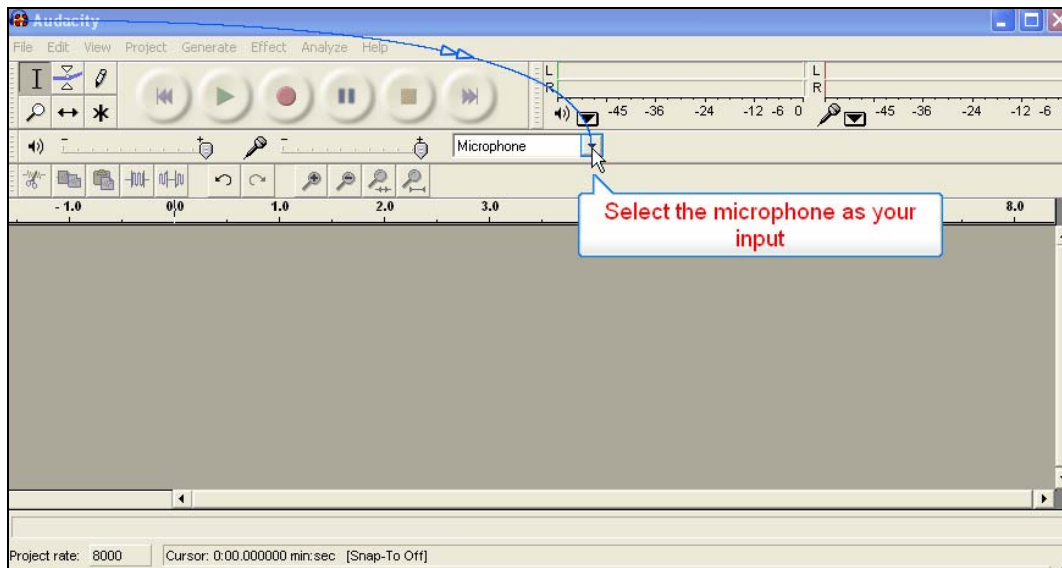 Audacity
File Edit View Project Generate Effect Analyze Help
L
R
-45 -36 -24 -12 -6 0
L
R
-45 -36 -24 -12 -6
Microphone
- 1.0 0,0 1.0 2.0 3.0 8.0
Select the microphone as your
input
Project rate: 8000 Cursor: 0:00.000000 min:sec [Snap-To Off]